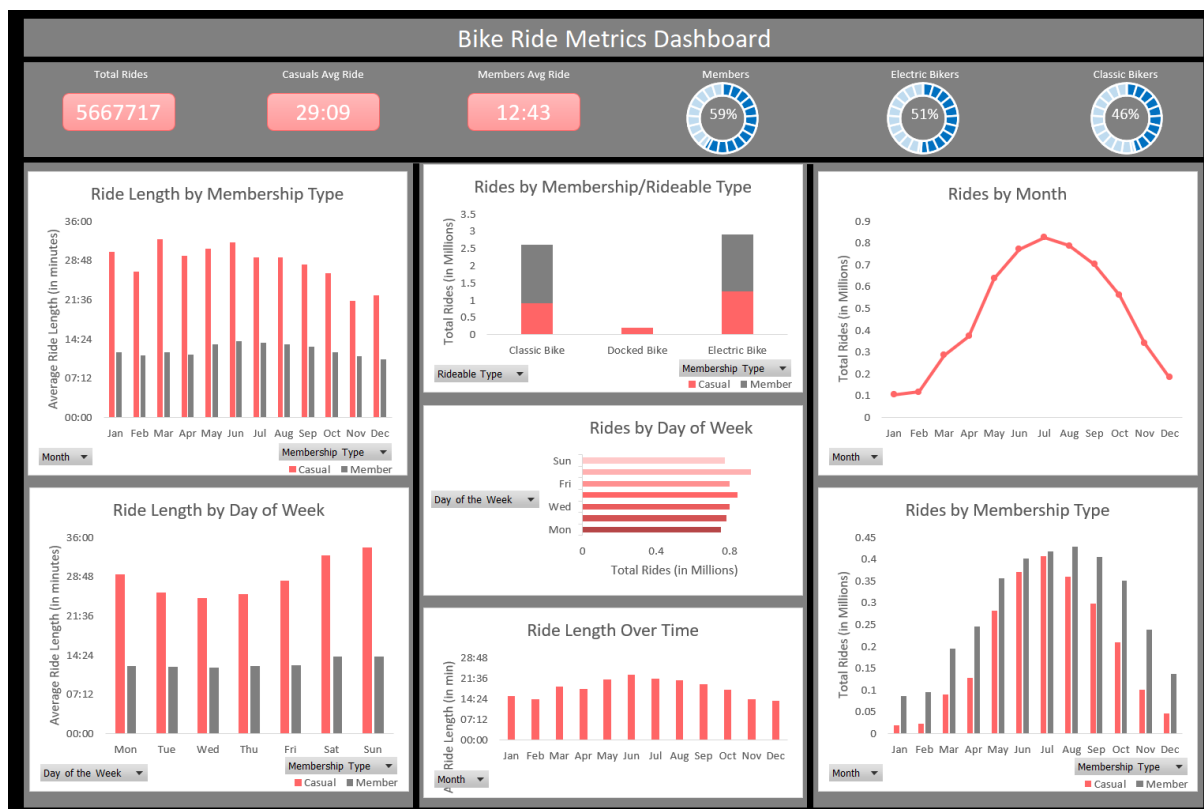 Bike Ride Metrics Dashboard
Total Rides
Casuals Avg Ride
Members Avg Ride
Members
Electric Bikers
Classic Bikers
5667717
29:09
12:43
59%
51%
46%
Ride Length by Membership Type
Average Ride Length (in minutes)
36:00
28:48
21:36
14:24
07:12
00:00
Jan Feb Mar Apr May Jun Jul Aug Sep Oct Nov Dec
Month
Membership Type
Casual Member
Ride Length by Day of Week
Average Ride Length (in minutes)
36:00
28:48
21:36
14:24
07:12
00:00
Mon Tue Wed Thu Fri Sat Sun
Day of the Week
Membership Type
Casual Member
Rides by Membership/Rideable Type
Total Rides (in Millions)
3.5
3
2.5
2
1.5
1
0.5
0
Classic Bike Docked Bike Electric Bike
Rideable Type
Membership Type
Casual Member
Rides by Day of Week
Sun
Fri
Wed
Mon
Day of the Week
0 0.4 0.8
Total Rides (in Millions)
Ride Length Over Time
Average Ride Length (in min)
28:48
21:36
14:24
07:12
00:00
Jan Feb Mar Apr May Jun Jul Aug Sep Oct Nov Dec
Month
Rides by Month
Total Rides (in Millions)
0.9
0.8
0.7
0.6
0.5
0.4
0.3
0.2
0.1
0
Jan Feb Mar Apr May Jun Jul Aug Sep Oct Nov Dec
Month
Rides by Membership Type
Total Rides (in Millions)
0.45
0.4
0.35
0.3
0.25
0.2
0.15
0.1
0.05
0
Jan Feb Mar Apr May Jun Jul Aug Sep Oct Nov Dec
Month
Membership Type
Casual Member